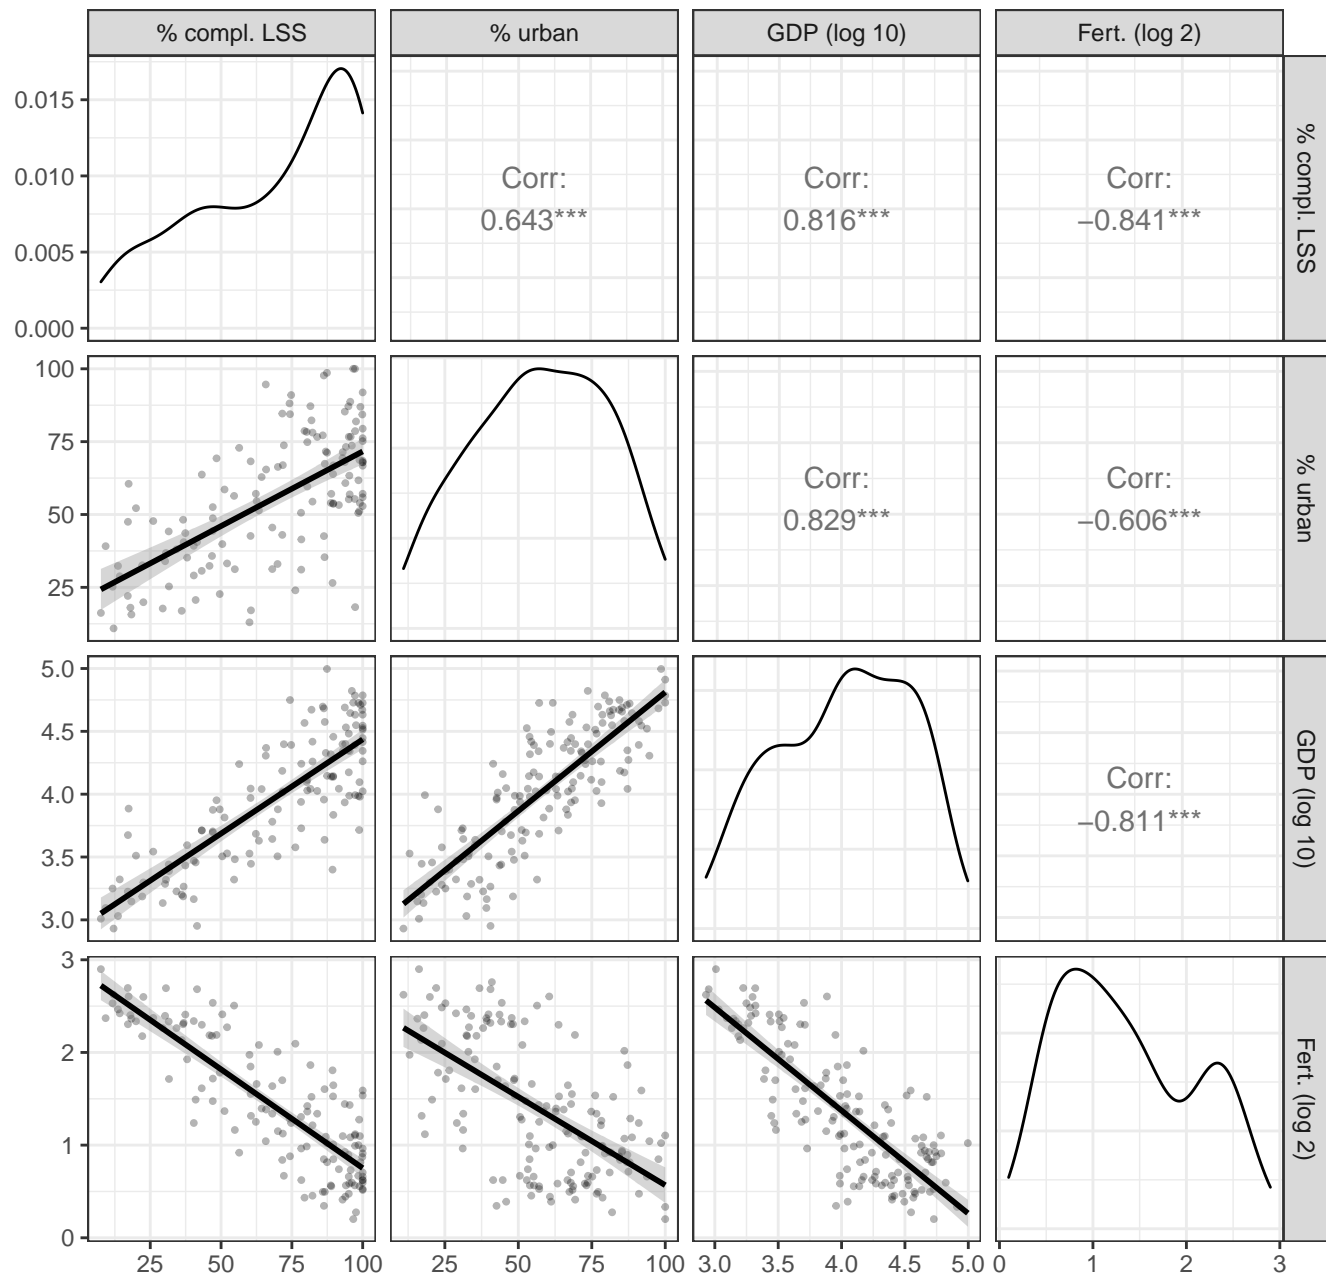 % compl. LSS
% urban
GDP (log 10)
Fert. (log 2)
0.015
0.010
0.005
0.000
Corr:
0.643***
Corr:
0.816***
Corr:
−0.841***
% compl. LSS
100
75
50
25
Corr:
0.829***
Corr:
−0.606***
% urban
5.0
4.5
4.0
3.5
3.0
Corr:
−0.811***
GDP (log 10)
3
2
1
0
Fert. (log 2)
25 50 75 100
25 50 75 100
3.0 3.5 4.0 4.5 5.0
0 1 2 3